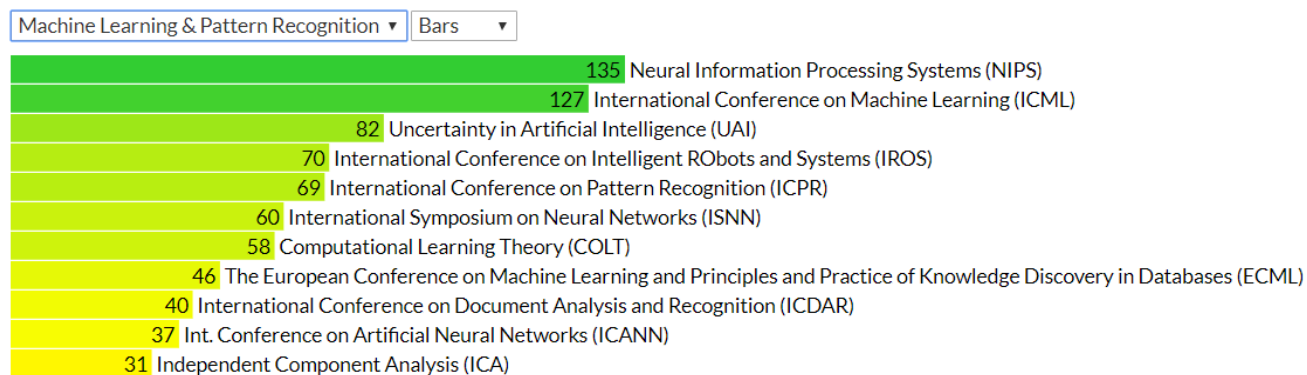 Machine Learning & Pattern Recognition ▾ Bars ▾
135 Neural Information Processing Systems (NIPS)
127 International Conference on Machine Learning (ICML)
82 Uncertainty in Artificial Intelligence (UAI)
70 International Conference on Intelligent RObots and Systems (IROS)
69 International Conference on Pattern Recognition (ICPR)
60 International Symposium on Neural Networks (ISNN)
58 Computational Learning Theory (COLT)
46 The European Conference on Machine Learning and Principles and Practice of Knowledge Discovery in Databases (ECML)
40 International Conference on Document Analysis and Recognition (ICDAR)
37 Int. Conference on Artificial Neural Networks (ICANN)
31 Independent Component Analysis (ICA)